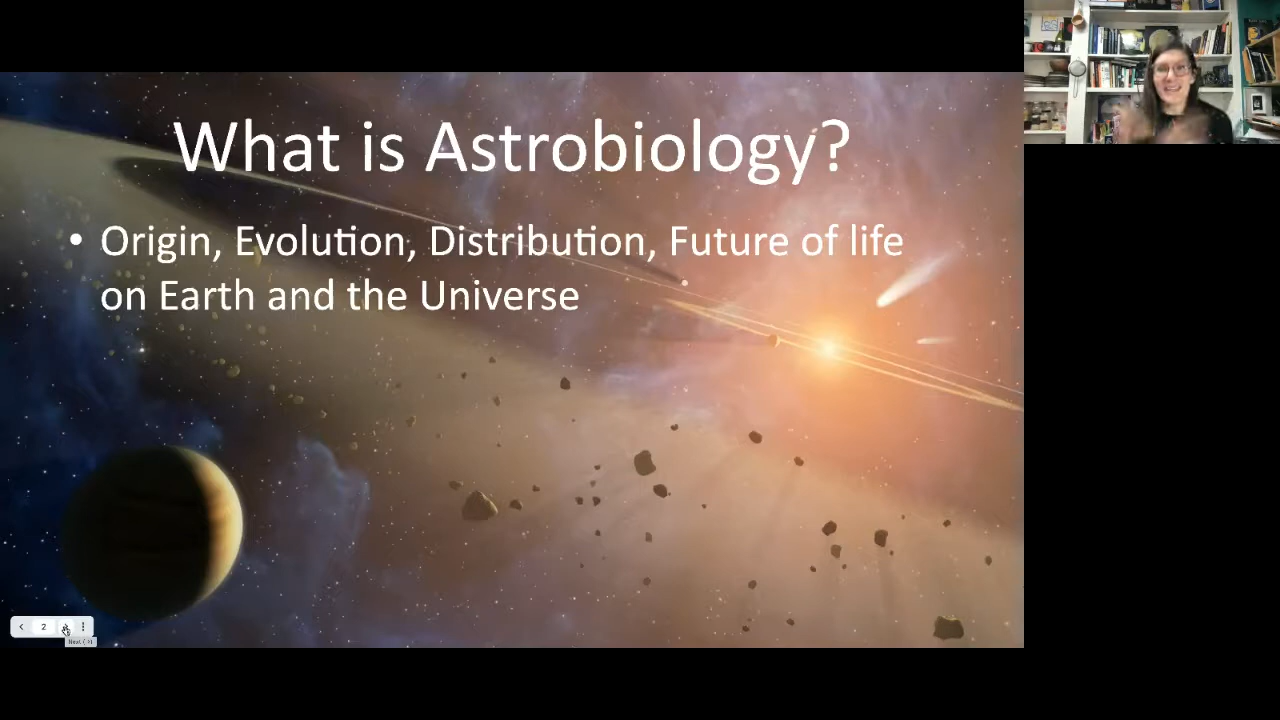 What is Astrobiology?
• Origin, Evolution, Distribution, Future of life
on Earth and the Universe
2